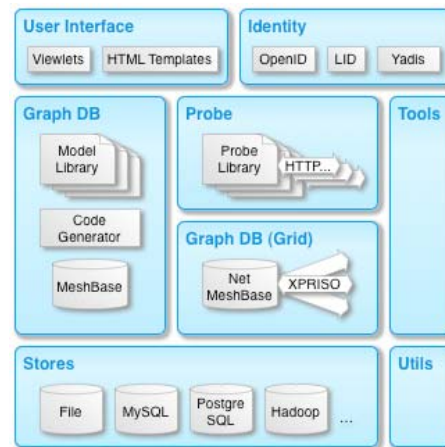 User Interface
Viewlets
HTML Templates
Identity
OpenID
LID
Yadis
Graph DB
Model
Library
Code
Generator
MeshBase
Probe
Probe
Library
HTTP...
Graph DB (Grid)
Net
MeshBase
XPRISO
Tools
Stores
File
MySQL
Postgre
SQL
Hadoop
...
Utils